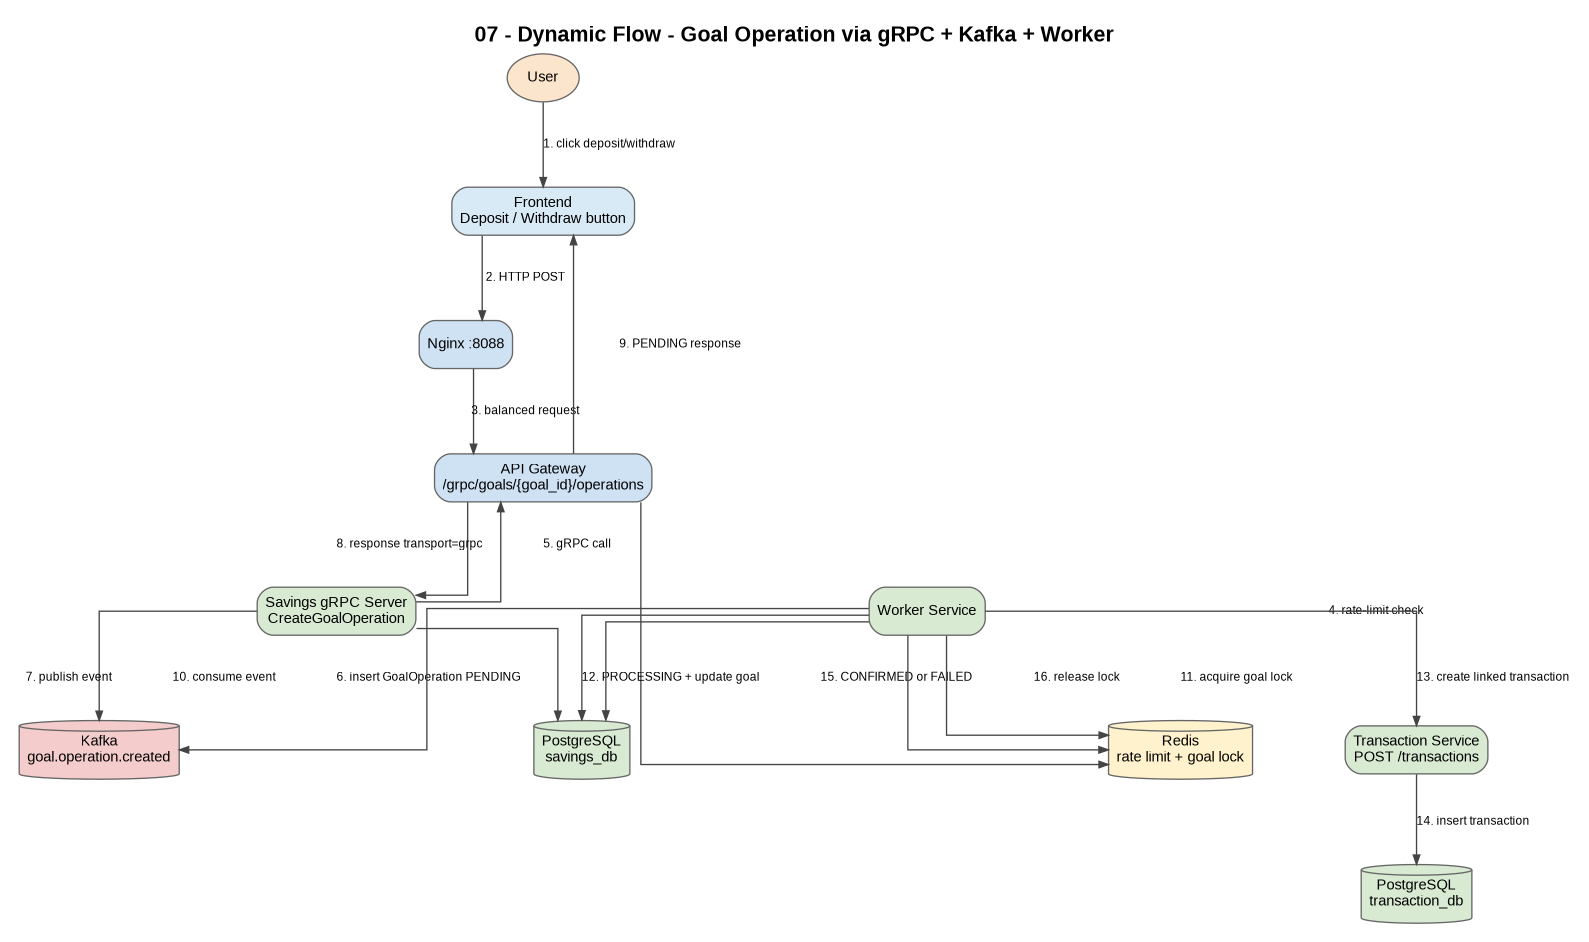 07 - Dynamic Flow - Goal Operation via gRPC + Kafka + Worker
User
1. click deposit/withdraw
Frontend
Deposit / Withdraw button
2. HTTP POST
Nginx :8088
9. PENDING response
3. balanced request
API Gateway
/grpc/goals/{goal_id}/operations
8. response transport=grpc
5. gRPC call
Savings gRPC Server
CreateGoalOperation
Worker Service
4. rate-limit check
7. publish event
10. consume event
6. insert GoalOperation PENDING
12. PROCESSING + update goal
15. CONFIRMED or FAILED
16. release lock
11. acquire goal lock
13. create linked transaction
Kafka
goal.operation.created
PostgreSQL
savings_db
Redis
rate limit + goal lock
Transaction Service
POST /transactions
14. insert transaction
PostgreSQL
transaction_db